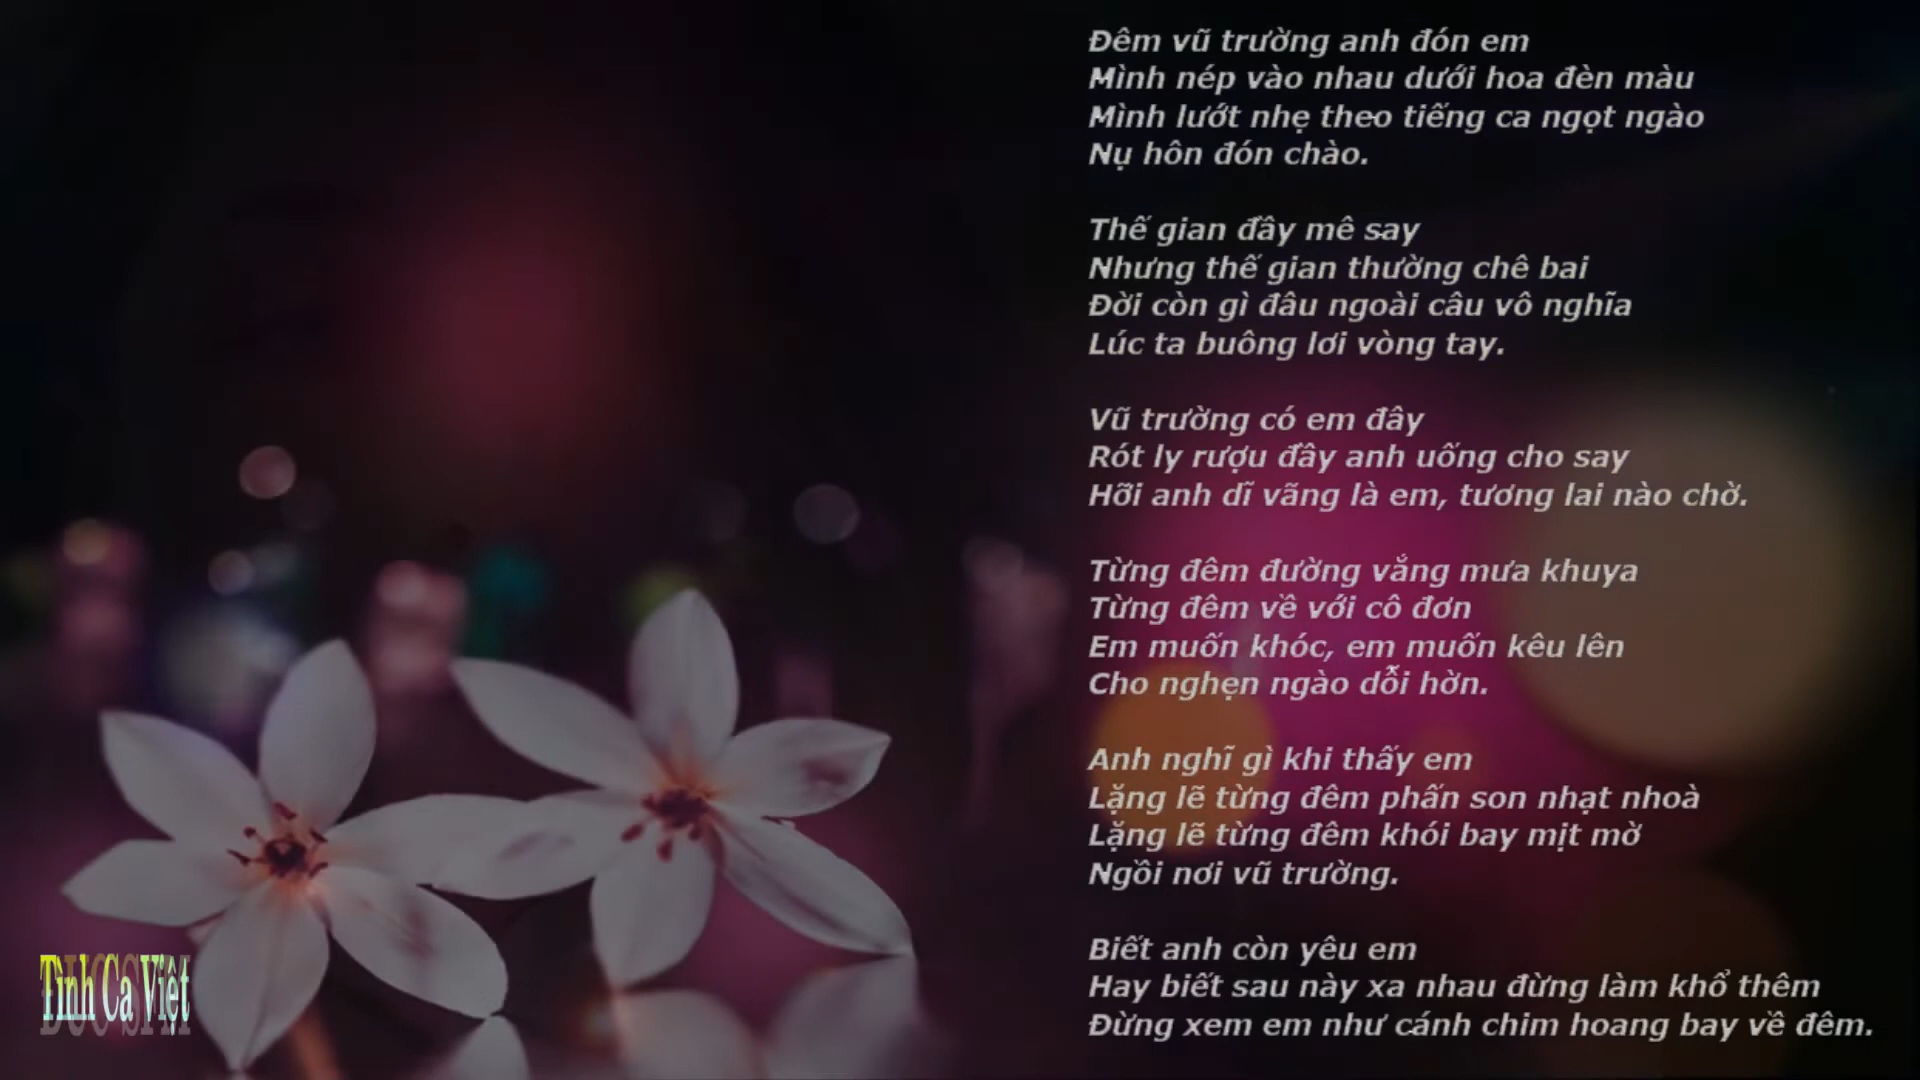 Đêm vũ trường anh đón em
Mình nép vào nhau dưới hoa đèn màu
Mình lướt nhẹ theo tiếng ca ngọt ngào
Nụ hôn đón chào.
Thế gian đầy mê say
Nhưng thế gian thường chê bai
Đời còn gì đâu ngoài câu vô nghĩa
Lúc ta buông lơi vòng tay.
Vũ trường có em đây
Rót ly rượu đầy anh uống cho say
Hỡi anh dĩ vãng là em, tương lai nào chờ.
Từng đêm đường vắng mưa khuya
Từng đêm về với cô đơn
Em muốn khóc, em muốn kêu lên
Cho nghẹn ngào dỗi hờn.
Anh nghĩ gì khi thấy em
Lặng lẽ từng đêm phấn son nhạt nhoà
Lặng lẽ từng đêm khói bay mịt mờ
Ngồi nơi vũ trường.
Biết anh còn yêu em
Hay biết sau này xa nhau đừng làm khổ thêm
Đừng xem em như cánh chim hoang bay về đêm.
Tình Ca Việt